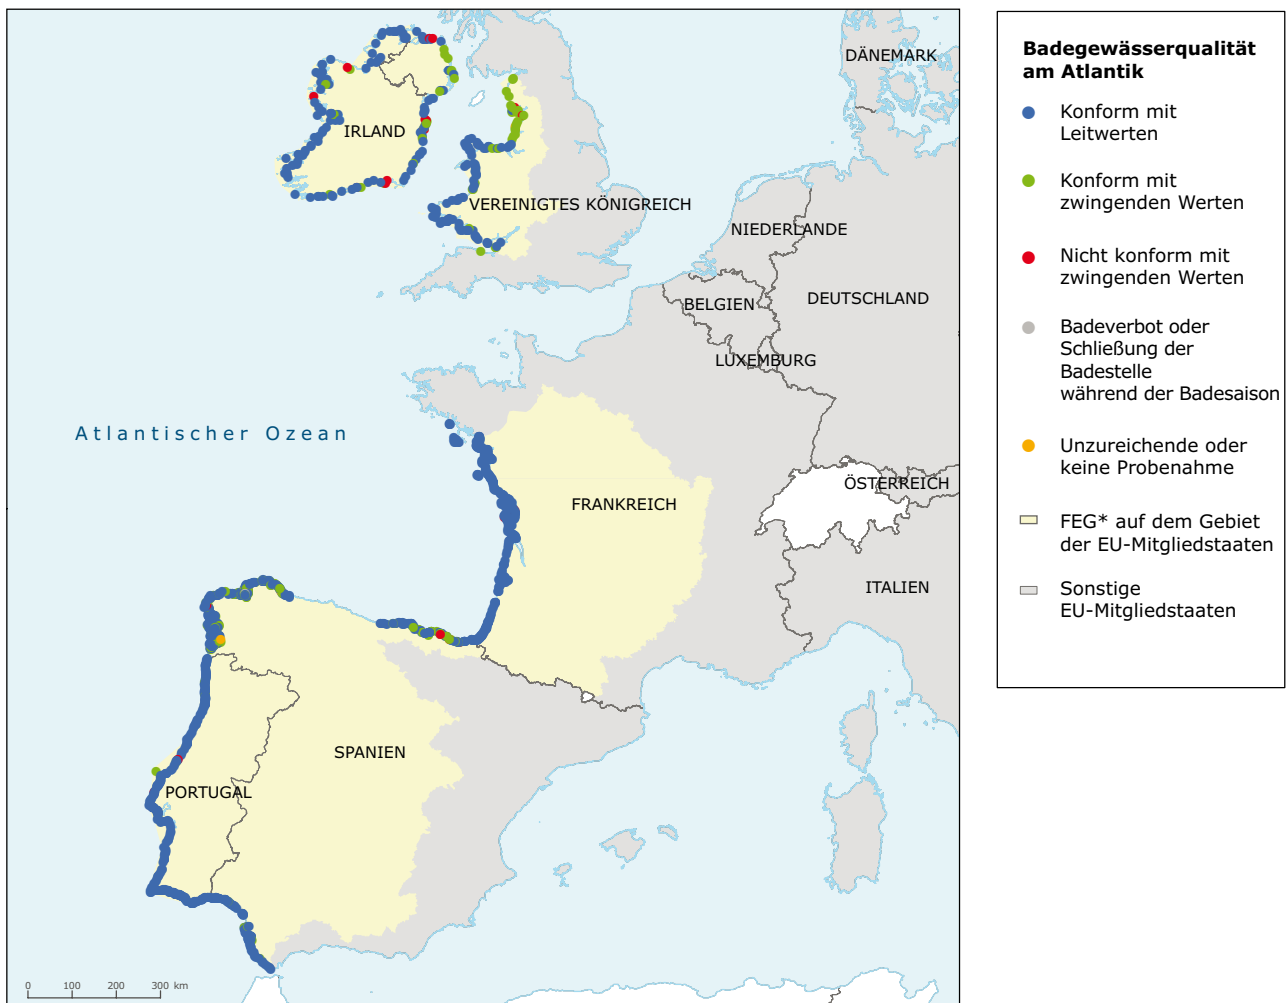 DÄNEMARK
IRLAND
VEREINIGTES KÖNIGREICH
NIEDERLANDE
BELGIEN
DEUTSCHLAND
LUXEMBURG
Atlantischer Ozean
FRANKREICH
ÖSTERREICH
ITALIEN
SPANIEN
PORTUGAL
0 100 200 300 km
Badegewässerqualität
am Atlantik
Konform mit
Leitwerten
Konform mit
zwingenden Werten
Nicht konform mit
zwingenden Werten
Badeverbot oder
Schließung der
Badestelle
während der Badesaison
Unzureichende oder
keine Probenahme
FEG* auf dem Gebiet
der EU-Mitgliedstaaten
Sonstige
EU-Mitgliedstaaten